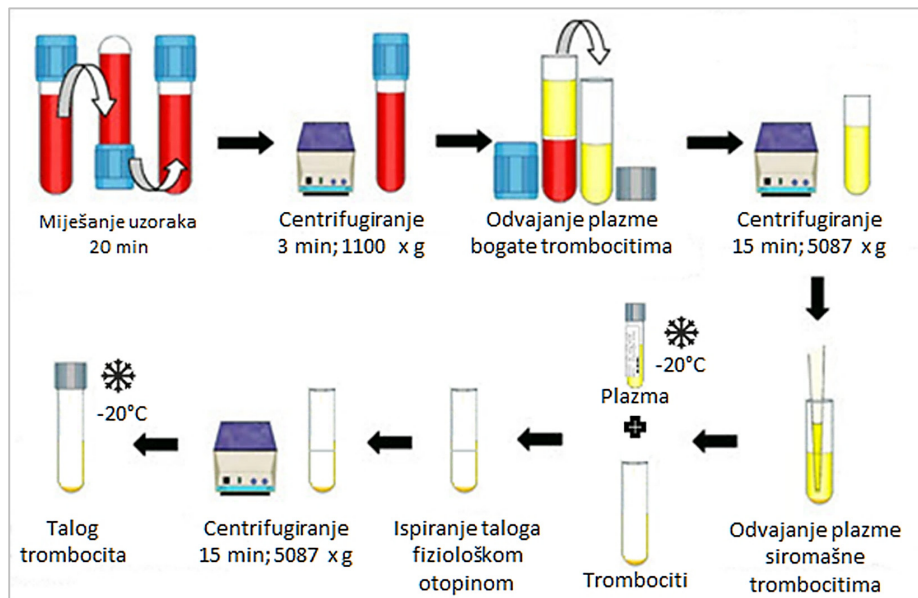 Miješanje uzoraka
20 min
Centrifugiranje
3 min; 1100 x g
Odvajanje plazme
bogate trombocitima
Centrifugiranje
15 min; 5087 x g
-20°C
Plazma
Trombociti
Odvajanje plazme
siromašne
trombocitima
Ispiranje taloga
fiziološkom
otopinom
Centrifugiranje
15 min; 5087 x g
-20°C
Talog
trombocita